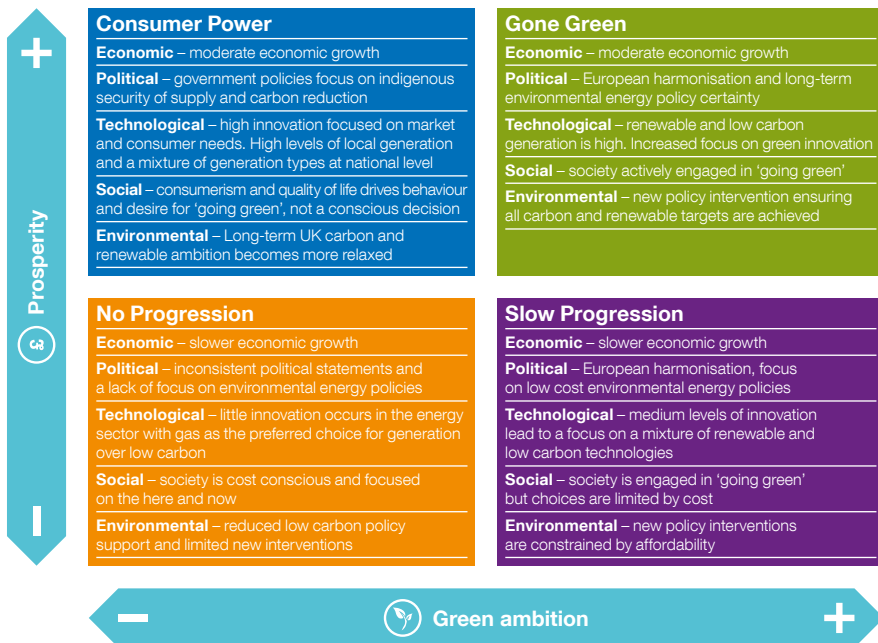 Consumer Power
Economic – moderate economic growth
Political – government policies focus on indigenous
security of supply and carbon reduction
Technological – high innovation focused on market
and consumer needs. High levels of local generation
and a mixture of generation types at national level
Social – consumerism and quality of life drives behaviour
and desire for ‘going green’, not a conscious decision
Environmental – Long-term UK carbon and
renewable ambition becomes more relaxed
Gone Green
Economic – moderate economic growth
Political – European harmonisation and long-term
environmental energy policy certainty
Technological – renewable and low carbon
generation is high. Increased focus on green innovation
Social – society actively engaged in ‘going green’
Environmental – new policy intervention ensuring
all carbon and renewable targets are achieved
+
Prosperity
£
–
No Progression
Economic – slower economic growth
Political – inconsistent political statements and
a lack of focus on environmental energy policies
Technological – little innovation occurs in the energy
sector with gas as the preferred choice for generation
over low carbon
Social – society is cost conscious and focused
on the here and now
Environmental – reduced low carbon policy
support and limited new interventions
Slow Progression
Economic – slower economic growth
Political – European harmonisation, focus
on low cost environmental energy policies
Technological – medium levels of innovation
lead to a focus on a mixture of renewable and
low carbon technologies
Social – society is engaged in ‘going green’
but choices are limited by cost
Environmental – new policy interventions
are constrained by affordability
– Green ambition +